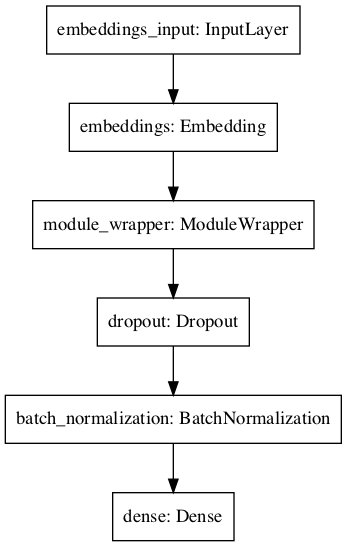 embeddings_input: InputLayer
embeddings: Embedding
module_wrapper: ModuleWrapper
dropout: Dropout
batch_normalization: BatchNormalization
dense: Dense